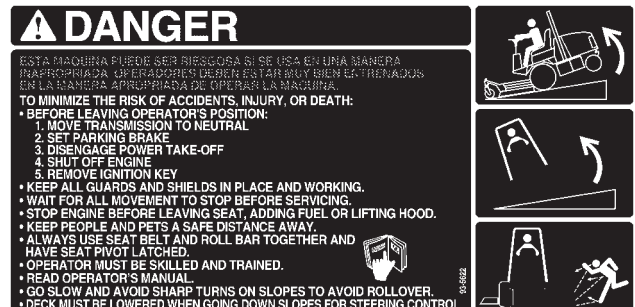 DANGER
ESTA MAQUINA PUEDE SER RIESGOSA SI SE USA EN UNA MANERA
INAPROPRIADA. OPERADORES DEBEN ESTAR MUY BIEN ENTRENADOS
EN LA MANERA APROPRIADA DE OPERAR LA MAQUINA.
TO MINIMIZE THE RISK OF ACCIDENTS, INJURY, OR DEATH:
• BEFORE LEAVING OPERATOR'S POSITION:
1. MOVE TRANSMISSION TO NEUTRAL
2. SET PARKING BRAKE
3. DISENGAGE POWER TAKE-OFF
4. SHUT OFF ENGINE
5. REMOVE IGNITION KEY
• KEEP ALL GUARDS AND SHIELDS IN PLACE AND WORKING.
• WAIT FOR ALL MOVEMENT TO STOP BEFORE SERVICING.
• STOP ENGINE BEFORE LEAVING SEAT, ADDING FUEL OR LIFTING HOOD.
• KEEP PEOPLE AND PETS A SAFE DISTANCE AWAY.
• ALWAYS USE SEAT BELT AND ROLL BAR TOGETHER AND
HAVE SEAT PIVOT LATCHED.
• OPERATOR MUST BE SKILLED AND TRAINED.
• READ OPERATOR'S MANUAL.
• GO SLOW AND AVOID SHARP TURNS ON SLOPES TO AVOID ROLLOVER.
• DECK MUST BE LOWERED WHEN GOING DOWN SLOPES FOR STEERING CONTROL
93-5622